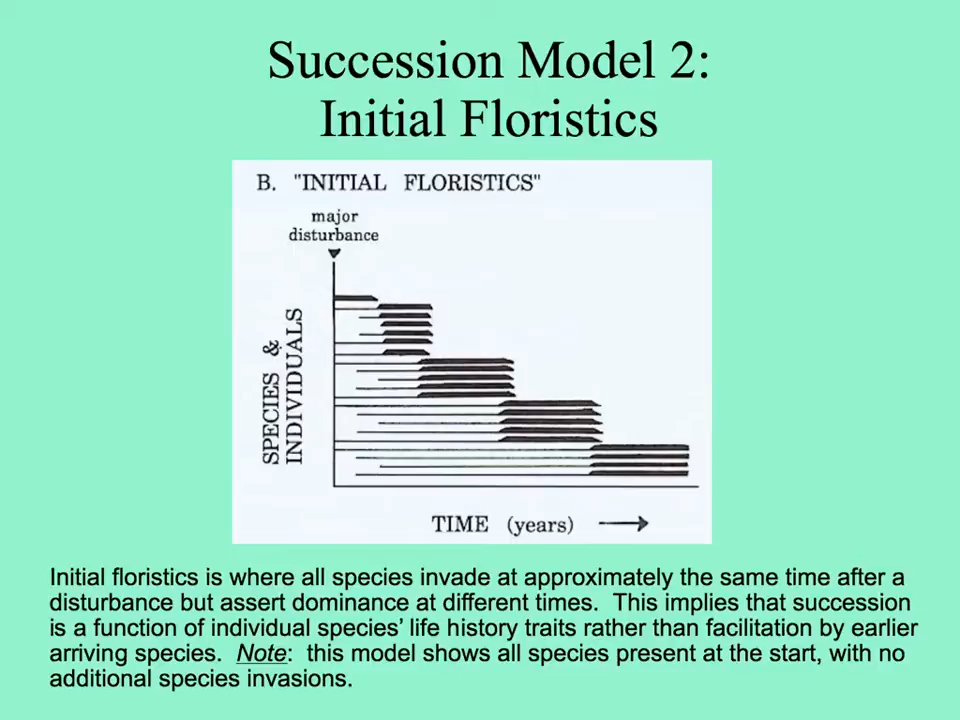 Succession Model 2:
Initial Floristics
B. "INITIAL FLORISTICS"
major
disturbance
SPECIES &
INDIVIDUALS
TIME (years)
Initial floristics is where all species invade at approximately the same time after a
disturbance but assert dominance at different times. This implies that succession
is a function of individual species’ life history traits rather than facilitation by earlier
arriving species. Note: this model shows all species present at the start, with no
additional species invasions.